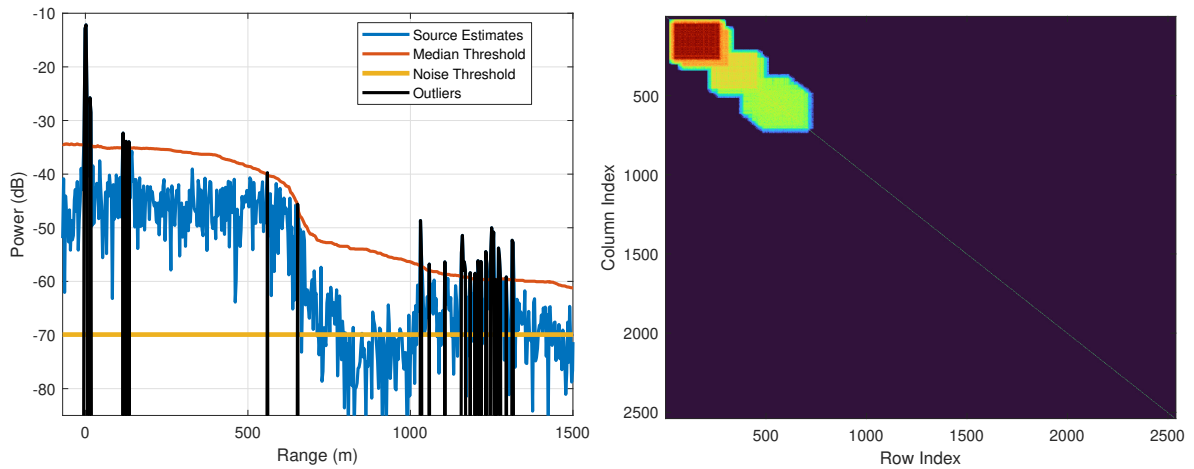 -10
-20
-30
-40
-50
-60
-70
-80
Power (dB)
0
500
1000
1500
Range (m)
Source Estimates
Median Threshold
Noise Threshold
Outliers
500
1000
1500
2000
2500
Column Index
500
1000
1500
2000
2500
Row Index